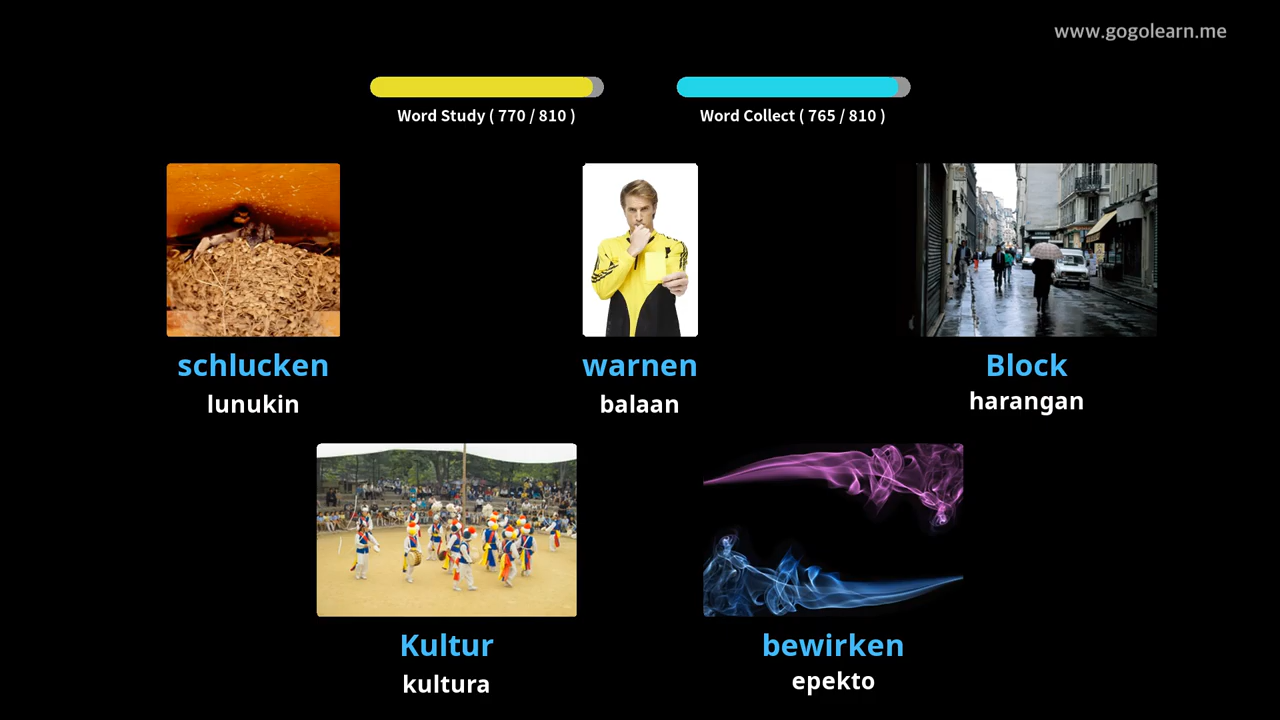 www.gogolearn.me
Word Study ( 770 / 810 )
Word Collect ( 765 / 810 )
schlucken
lunukin
warnen
balaan
Block
harangan
Kultur
kultura
bewirken
epekto